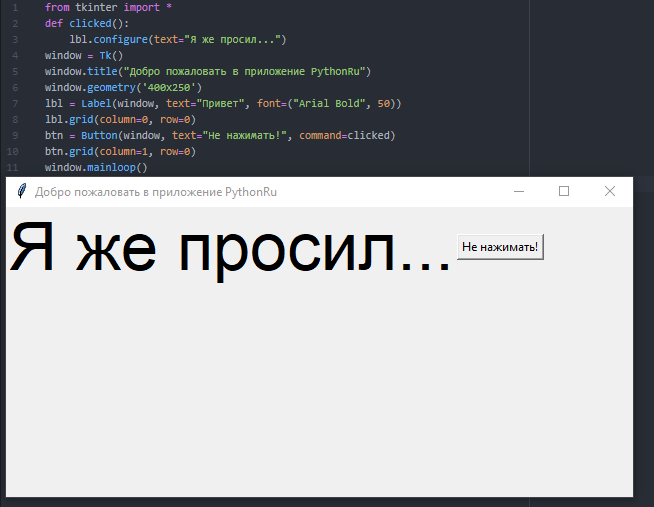 1 from tkinter import *
2 def clicked():
3     lbl.configure(text="Я же просил...")
4 window = Tk()
5 window.title("Добро пожаловать в приложение PythonRu")
6 window.geometry('400x250')
7 lbl = Label(window, text="Привет", font=("Arial Bold", 50))
8 lbl.grid(column=0, row=0)
9 btn = Button(window, text="Не нажимать!", command=clicked)
10 btn.grid(column=1, row=0)
11 window.mainloop()
Добро пожаловать в приложение PythonRu
Я же просил... Не нажимать!